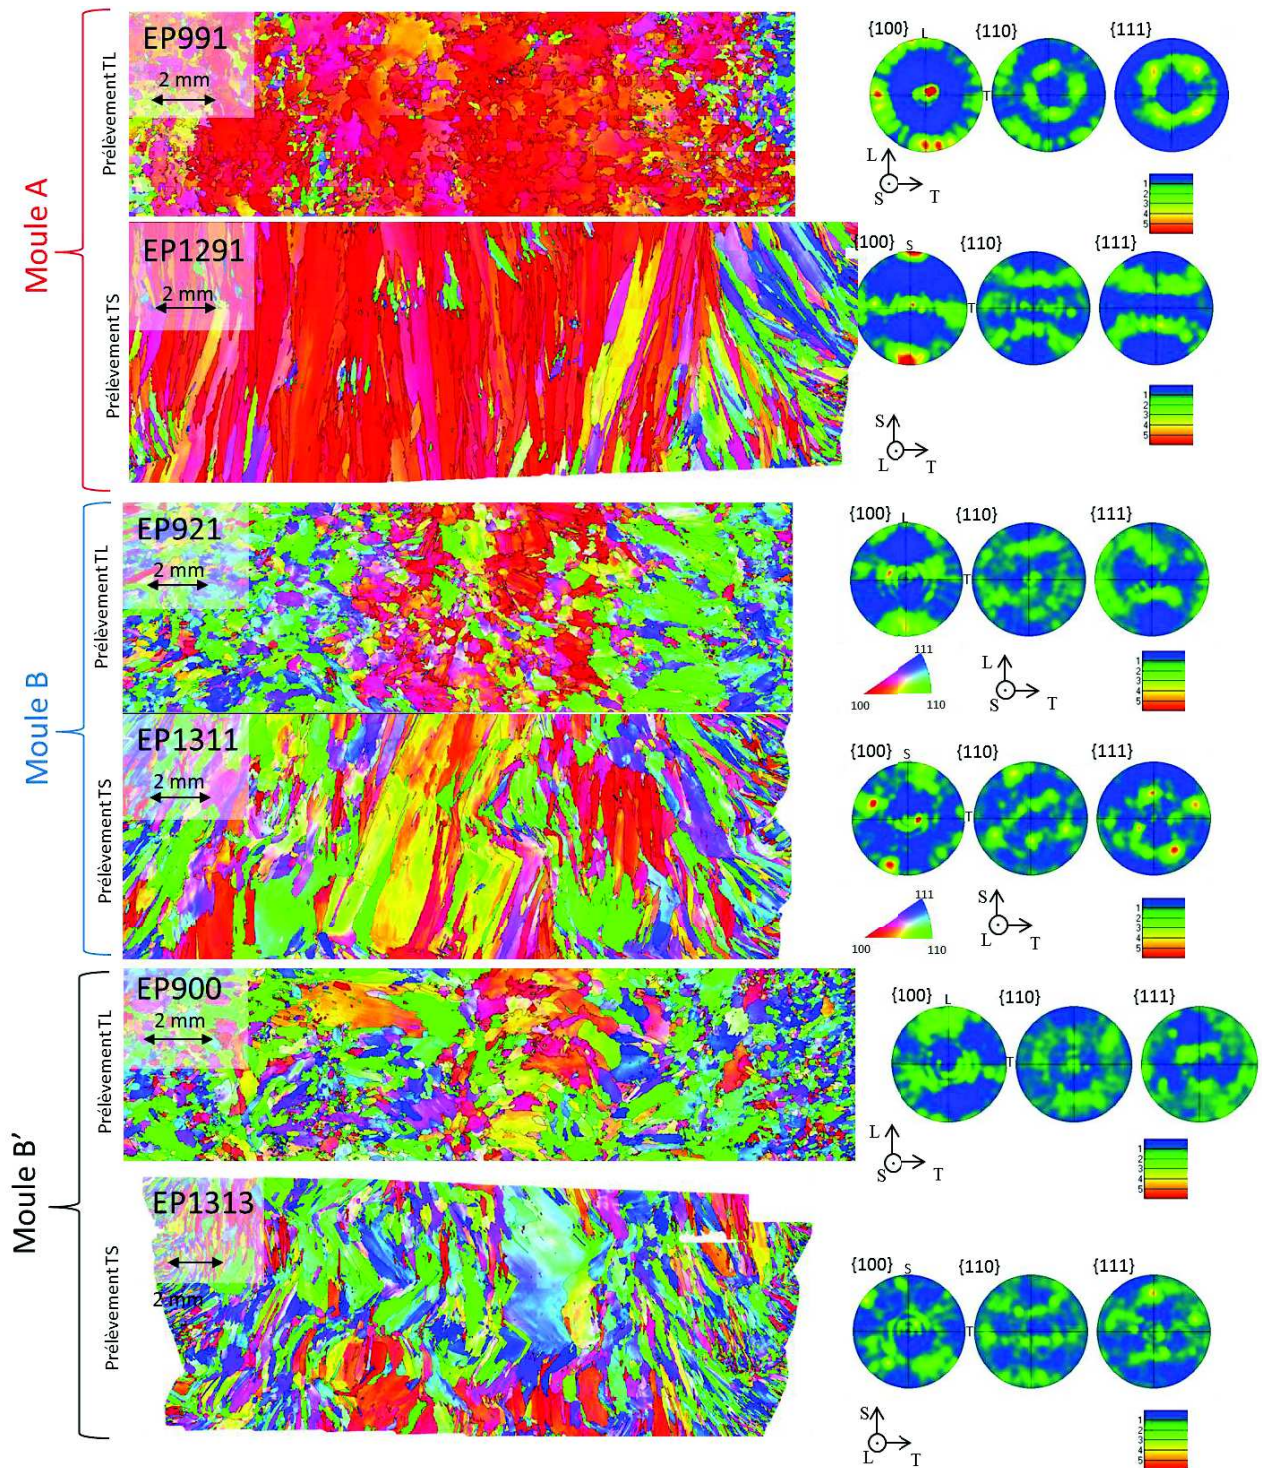 Moule A
Prélèvement TL
EP991
2 mm
{100} L {110} {111}
T
L
S T
1
2
3
4
5
Prélèvement TS
EP1291
2 mm
{100} S {110} {111}
T
S
L T
1
2
3
4
5
Moule B
Prélèvement TL
EP921
2 mm
{100} L {110} {111}
T
111
100 110
L
S T
1
2
3
4
5
Prélèvement TS
EP1311
2 mm
{100} S {110} {111}
T
111
100 110
S
L T
1
2
3
4
5
Moule B’
Prélèvement TL
EP900
2 mm
{100} L {110} {111}
T
L
S T
1
2
3
4
5
Prélèvement TS
EP1313
2 mm
{100} S {110} {111}
T
S
L T
1
2
3
4
5